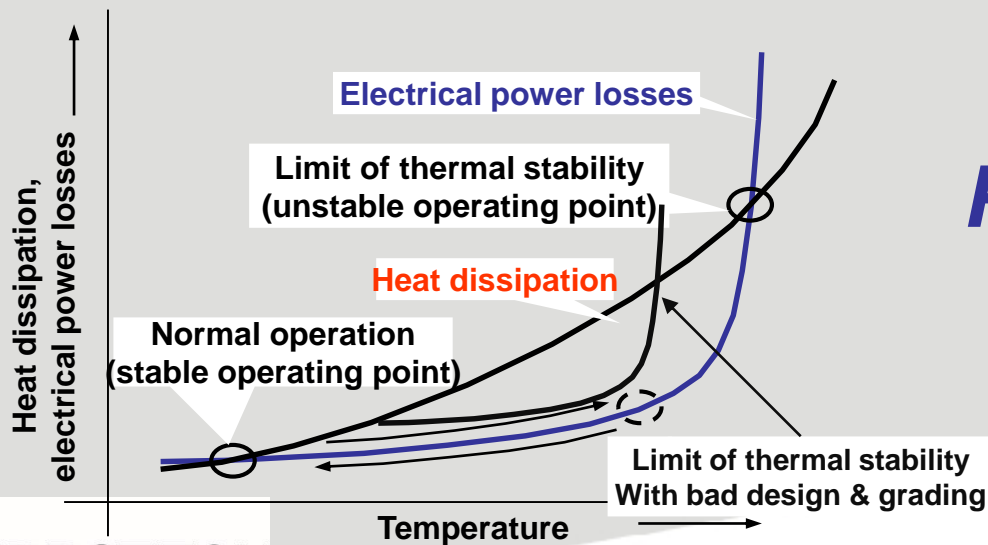 Heat dissipation,
electrical power losses
Electrical power losses
Limit of thermal stability
(unstable operating point)
Heat dissipation
Normal operation
(stable operating point)
Limit of thermal stability
With bad design & grading
Temperature